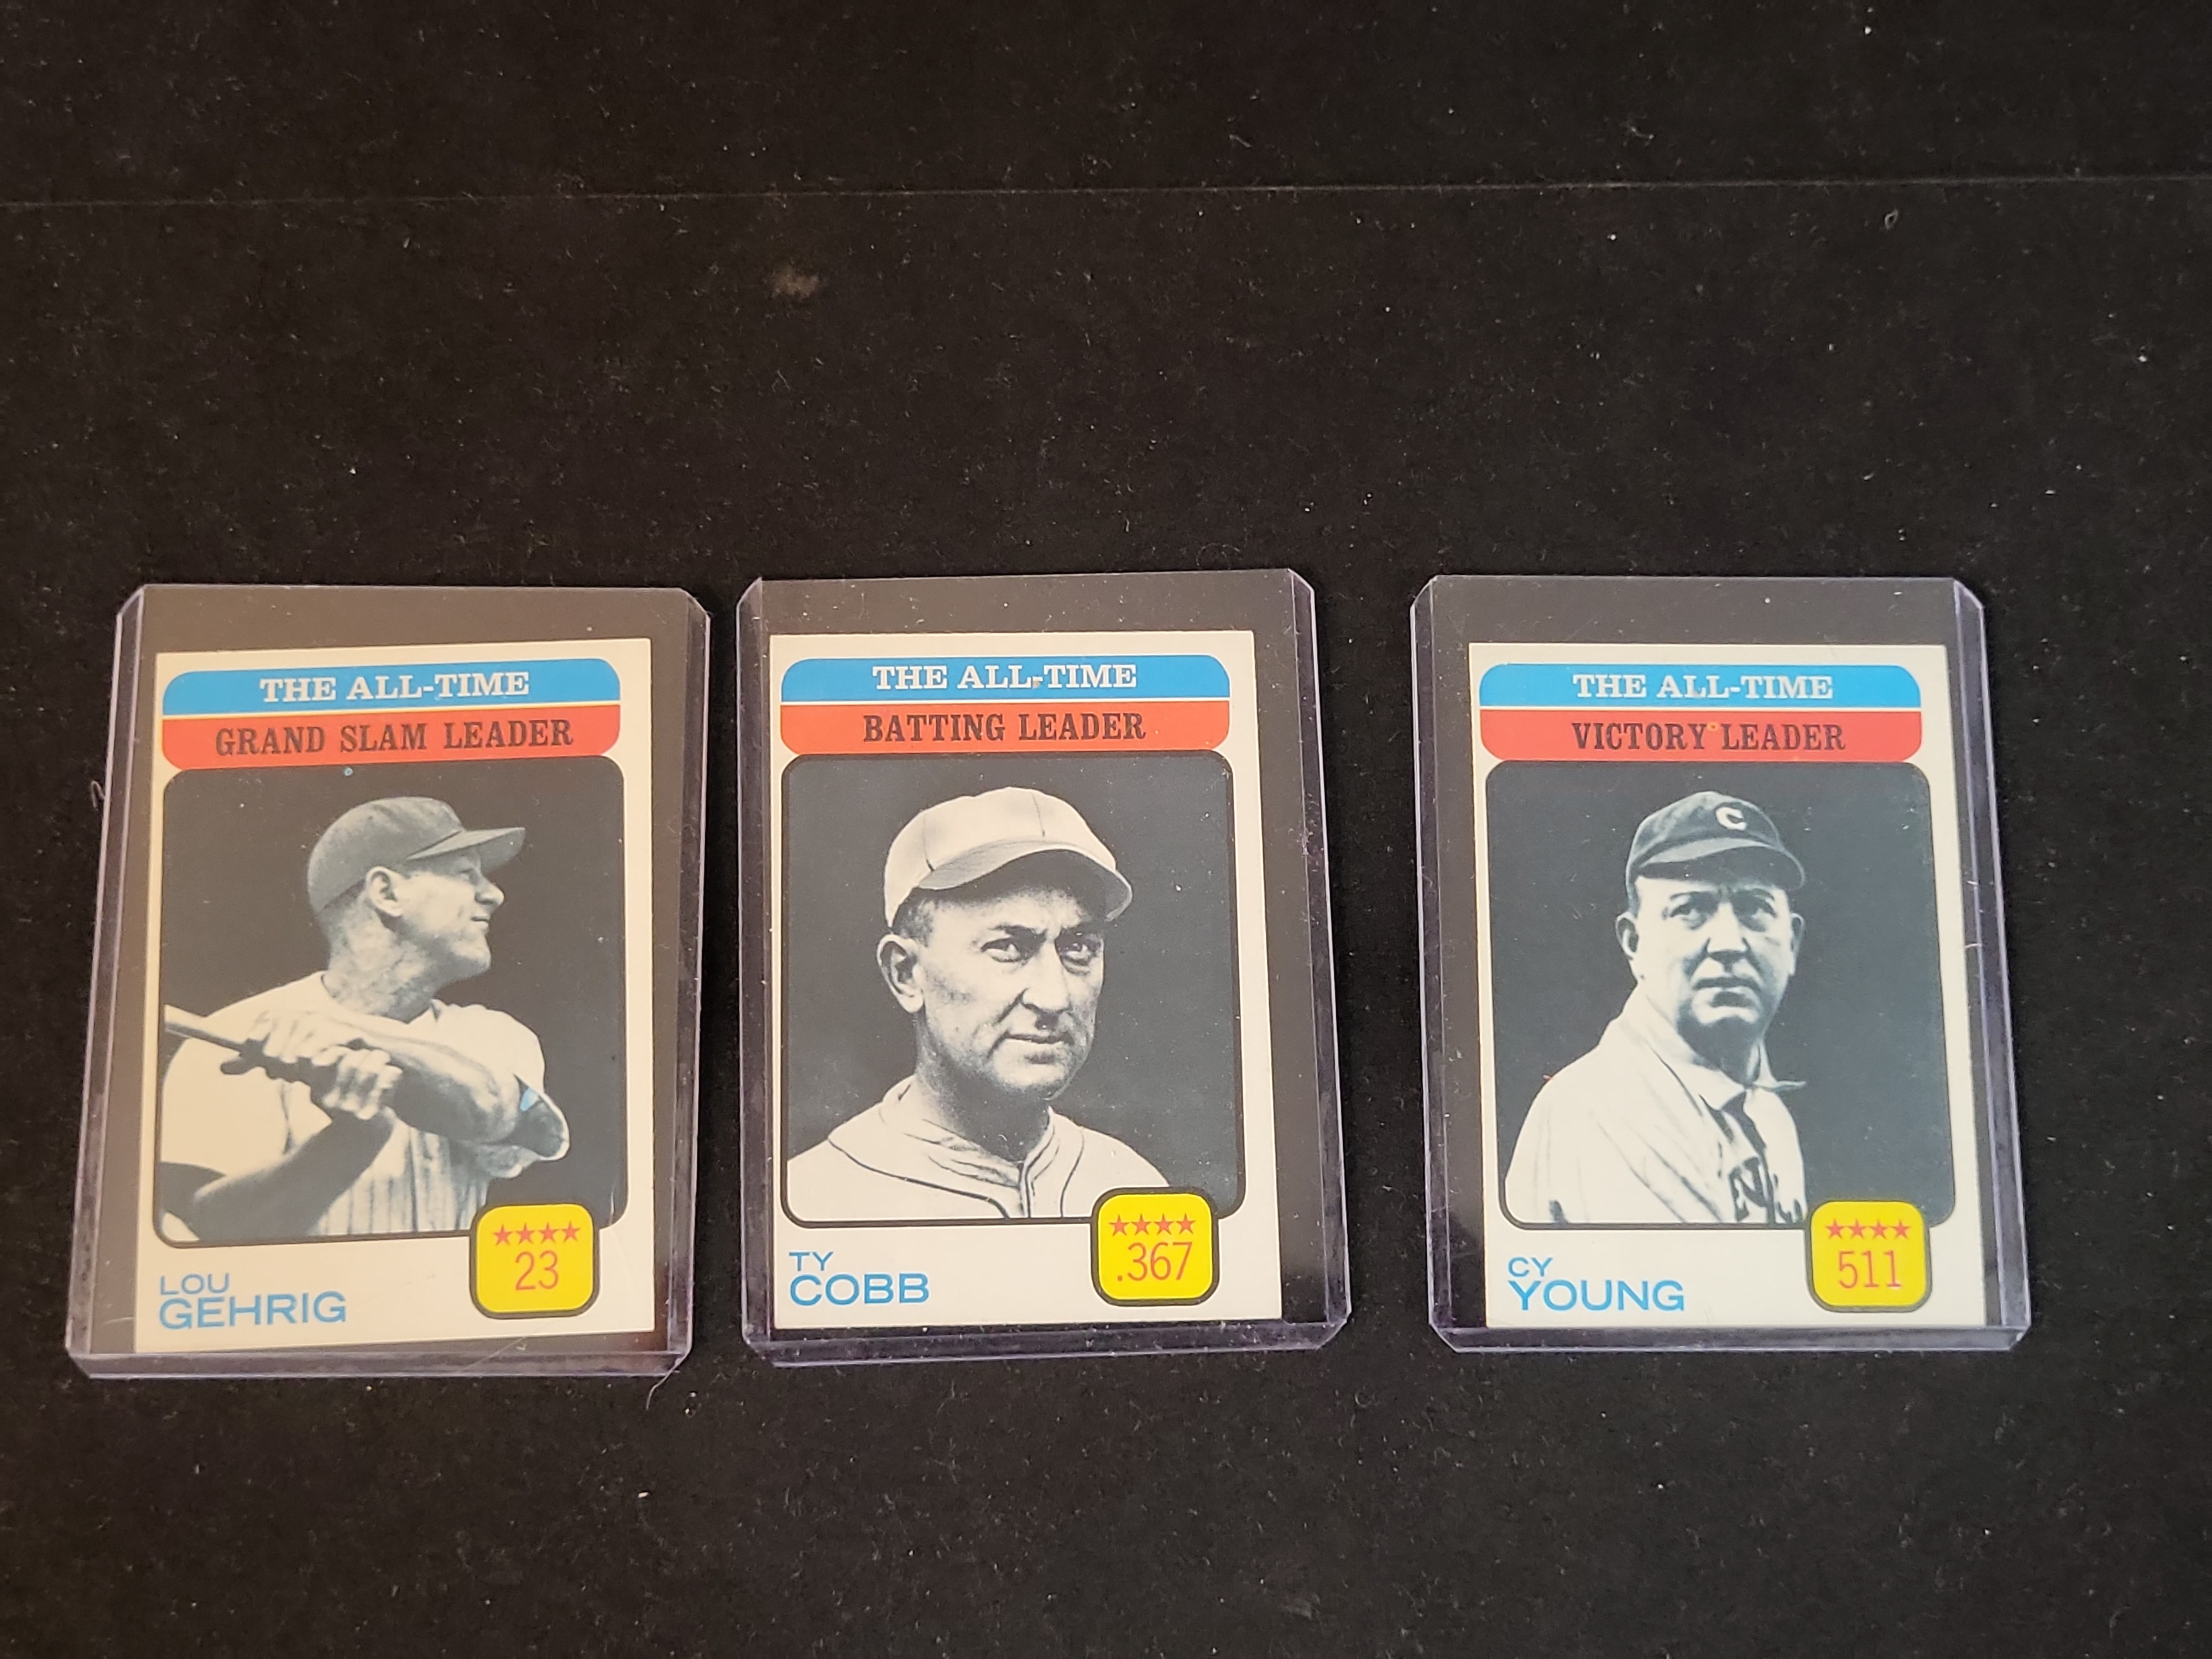 THE ALL-TIME
GRAND SLAM LEADER
★★★★
23
LOU
GEHRIG
THE ALL-TIME
BATTING LEADER
★★★★
.367
TY
COBB
THE ALL-TIME
VICTORY LEADER
C
★★★★
511
CY
YOUNG